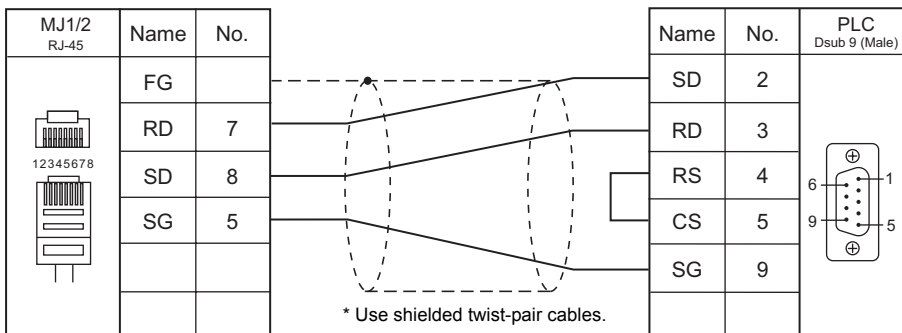 MJ1/2
RJ-45
Name No.
FG
RD 7
SD 8
SG 5
12345678
* Use shielded twist-pair cables.
Name No.
SD 2
RD 3
RS 4
CS 5
SG 9
PLC
Dsub 9 (Male)
6 1
9 5